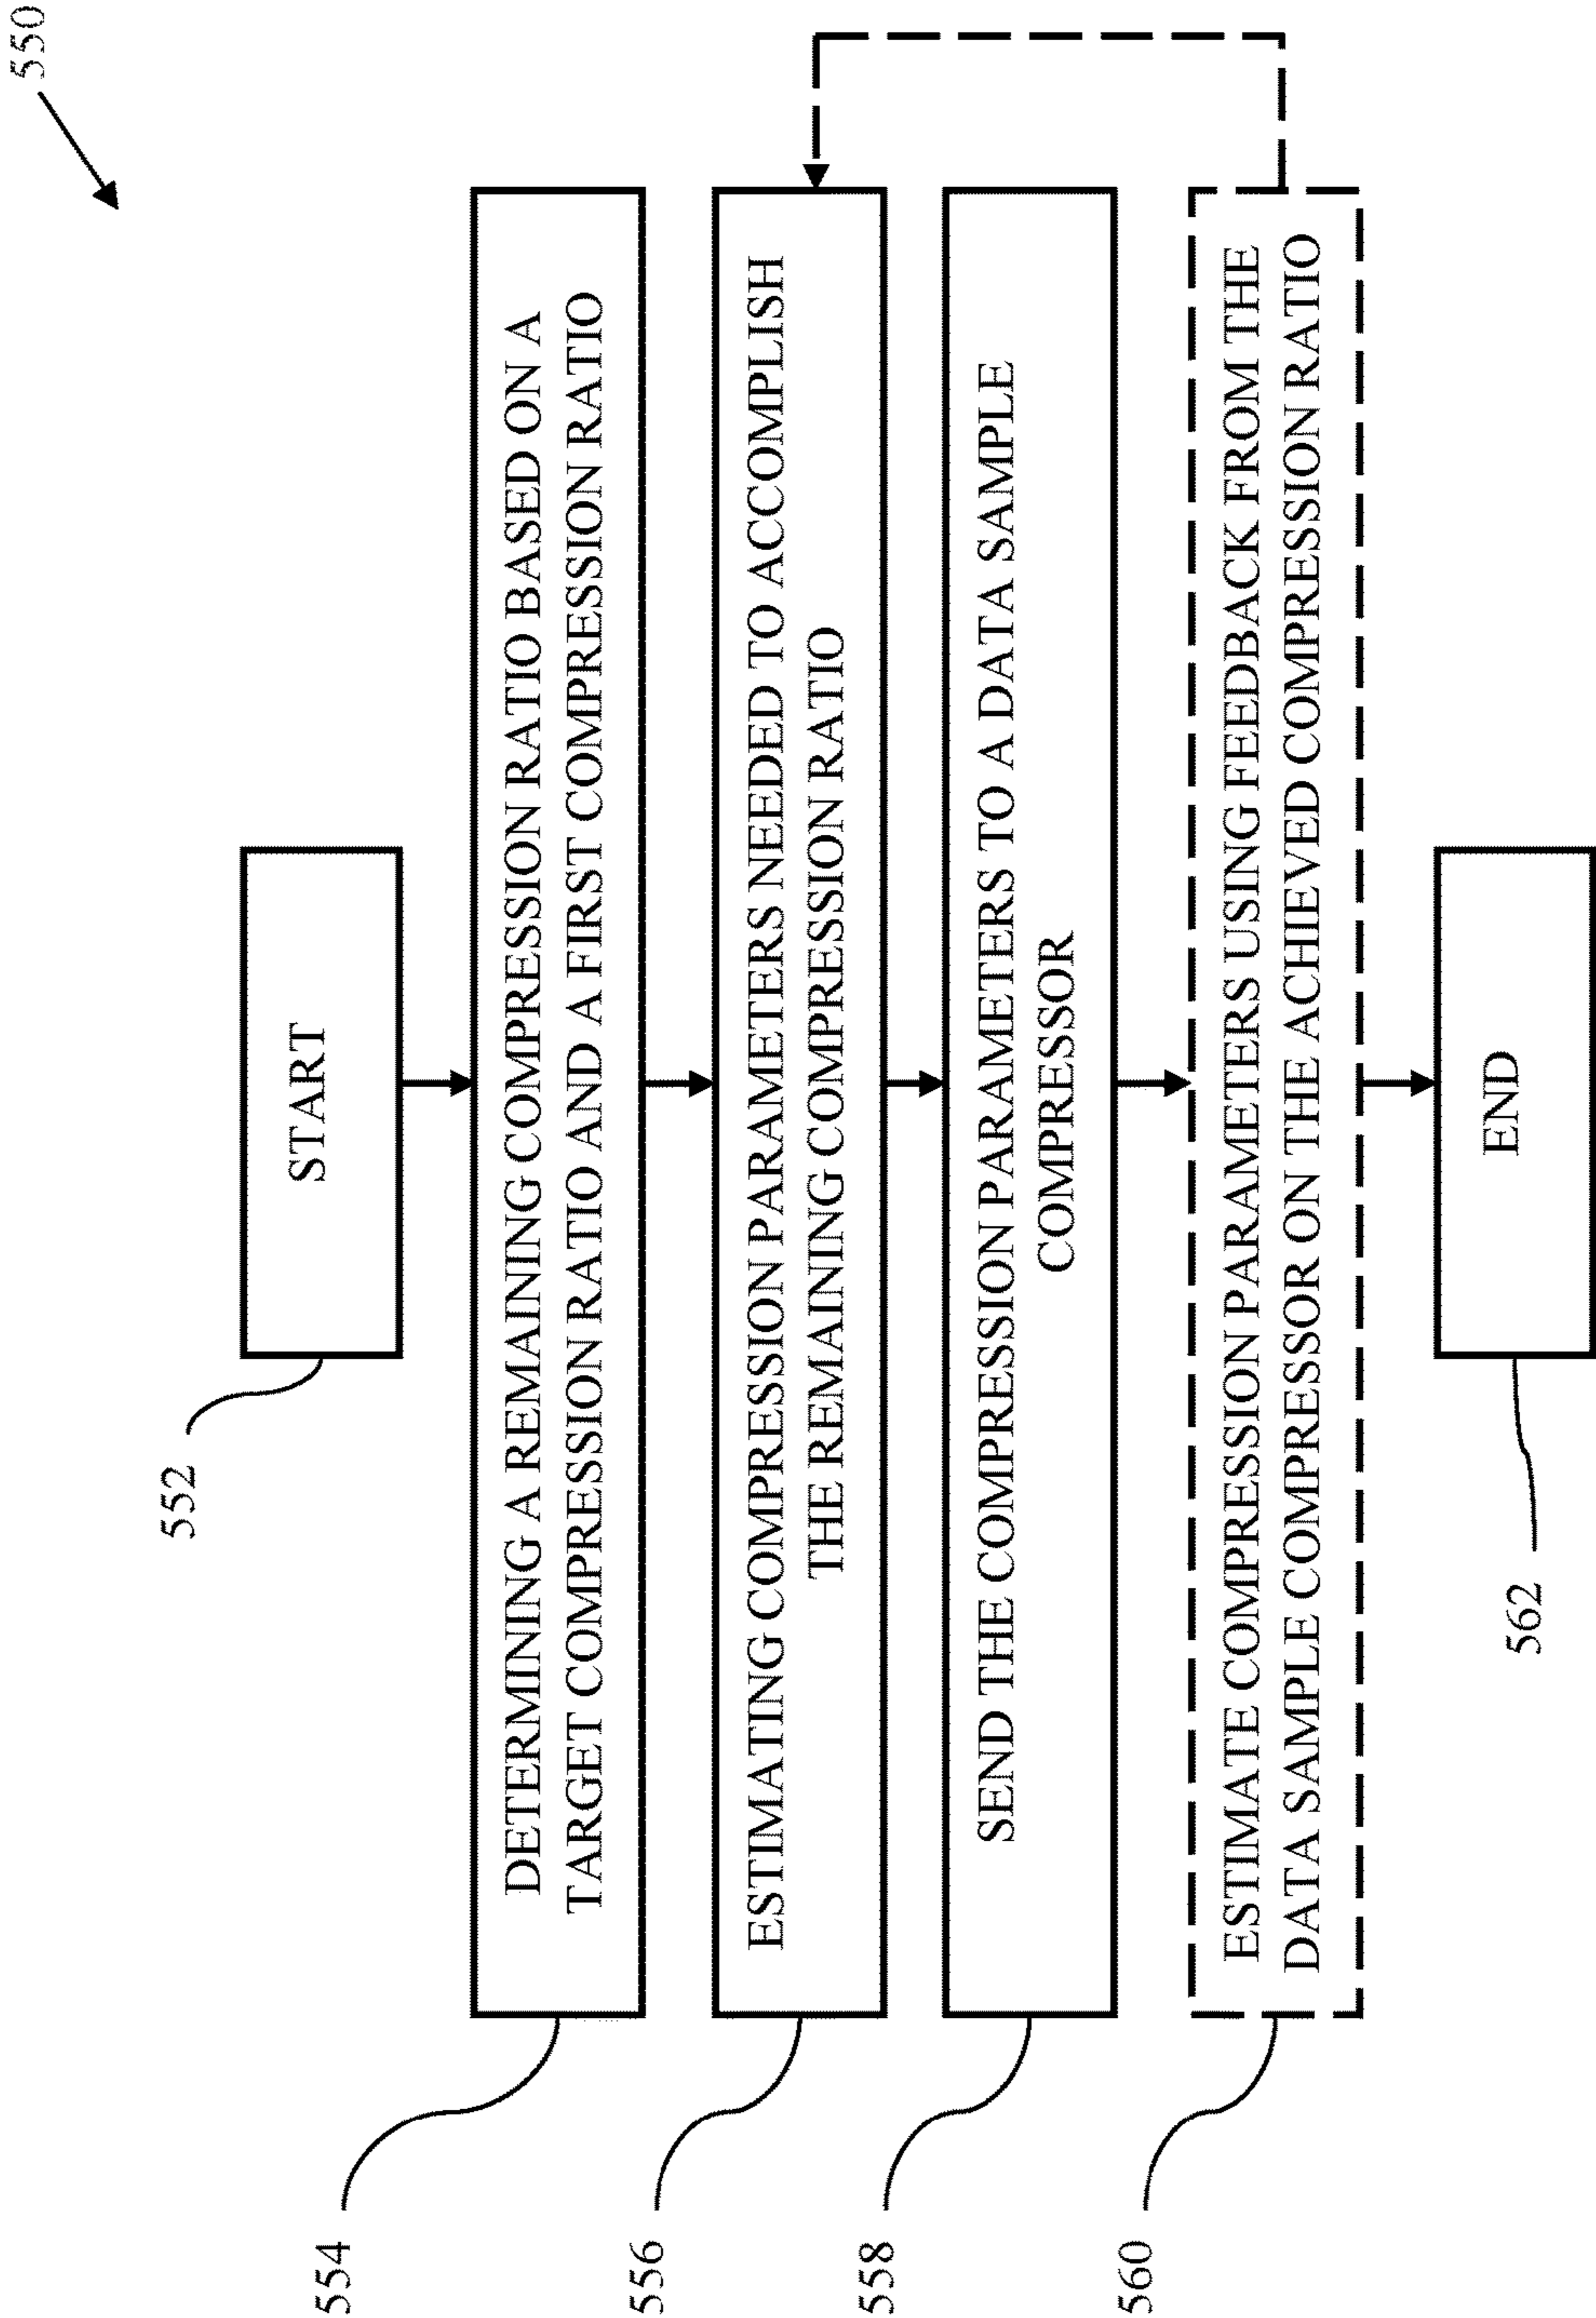 550
552
START
554
DETERMINING A REMAINING COMPRESSION RATIO BASED ON A
TARGET COMPRESSION RATIO AND A FIRST COMPRESSION RATIO
556
ESTIMATING COMPRESSION PARAMETERS NEEDED TO ACCOMPLISH
THE REMAINING COMPRESSION RATIO
558
SEND THE COMPRESSION PARAMETERS TO A DATA SAMPLE
COMPRESSOR
560
ESTIMATE COMPRESSION PARAMETERS USING FEEDBACK FROM THE
DATA SAMPLE COMPRESSOR ON THE ACHIEVED COMPRESSION RATIO
END
562